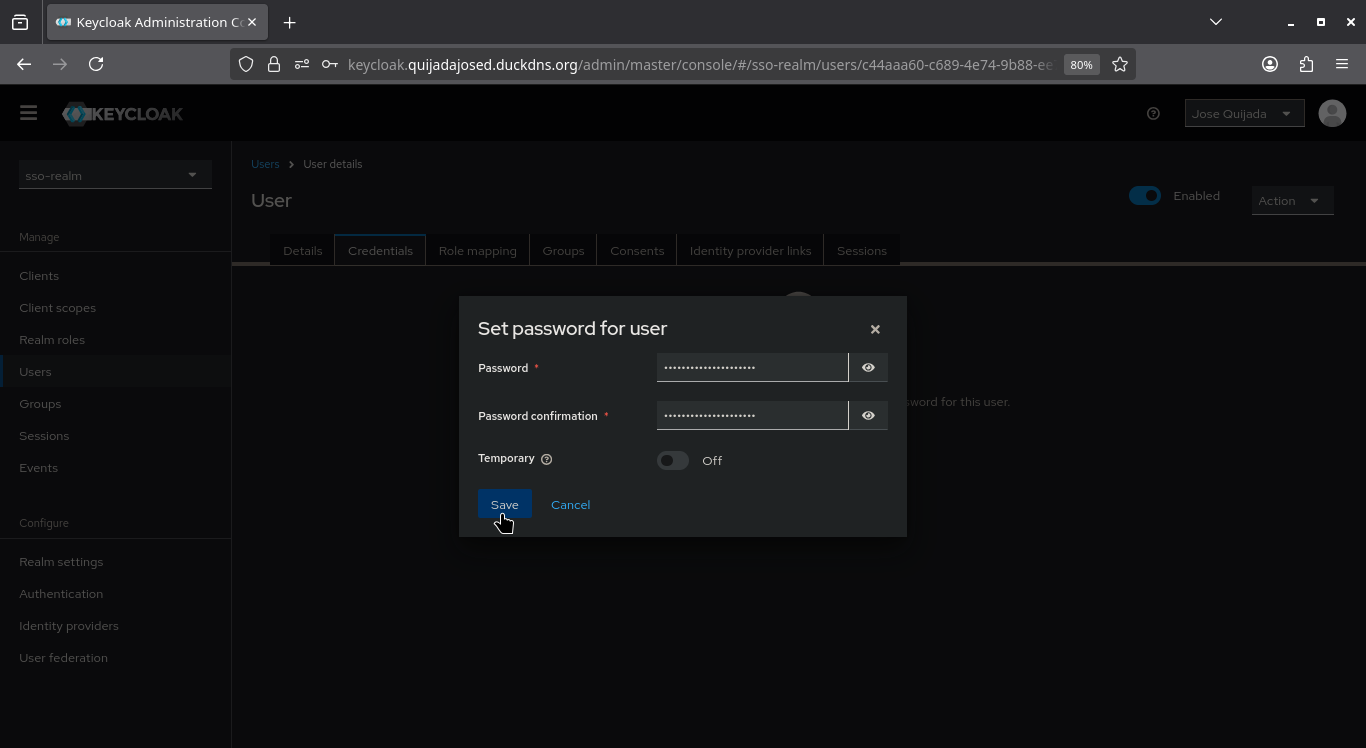 Keycloak Administration Co
keycloak.quijadajosed.duckdns.org/admin/master/console/#/sso-realm/users/c44aaa60-c689-4e74-9b88-ee
80%
KEYCLOAK
Jose Quijada
sso-realm
Users
User details
User
Enabled
Action
Manage
Details
Credentials
Role mapping
Groups
Consents
Identity provider links
Sessions
Clients
Client scopes
Realm roles
Users
Groups
Sessions
Events
Configure
Realm settings
Authentication
Identity providers
User federation
Set password for user
Password *
Password confirmation *
Temporary
Off
Save
Cancel
for this user.